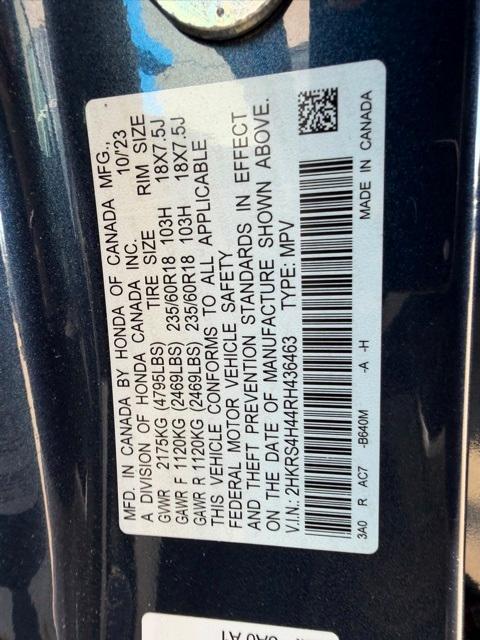 MFD. IN CANADA BY HONDA OF CANADA MFG.,
A DIVISION OF HONDA CANADA INC. 10/'23
GVWR 2175KG (4795LBS) TIRE SIZE RIM SIZE
GAWR F 1120KG (2469LBS) 235/60R18 103H 18X7.5J
GAWR R 1120KG (2469LBS) 235/60R18 103H 18X7.5J
THIS VEHICLE CONFORMS TO ALL APPLICABLE
FEDERAL MOTOR VEHICLE SAFETY
AND THEFT PREVENTION STANDARDS IN EFFECT
ON THE DATE OF MANUFACTURE SHOWN ABOVE.
V.I.N.: 2HKRS4H44RH436463 TYPE: MPV
3A0 R AC7 -B640M -A -H MADE IN CANADA